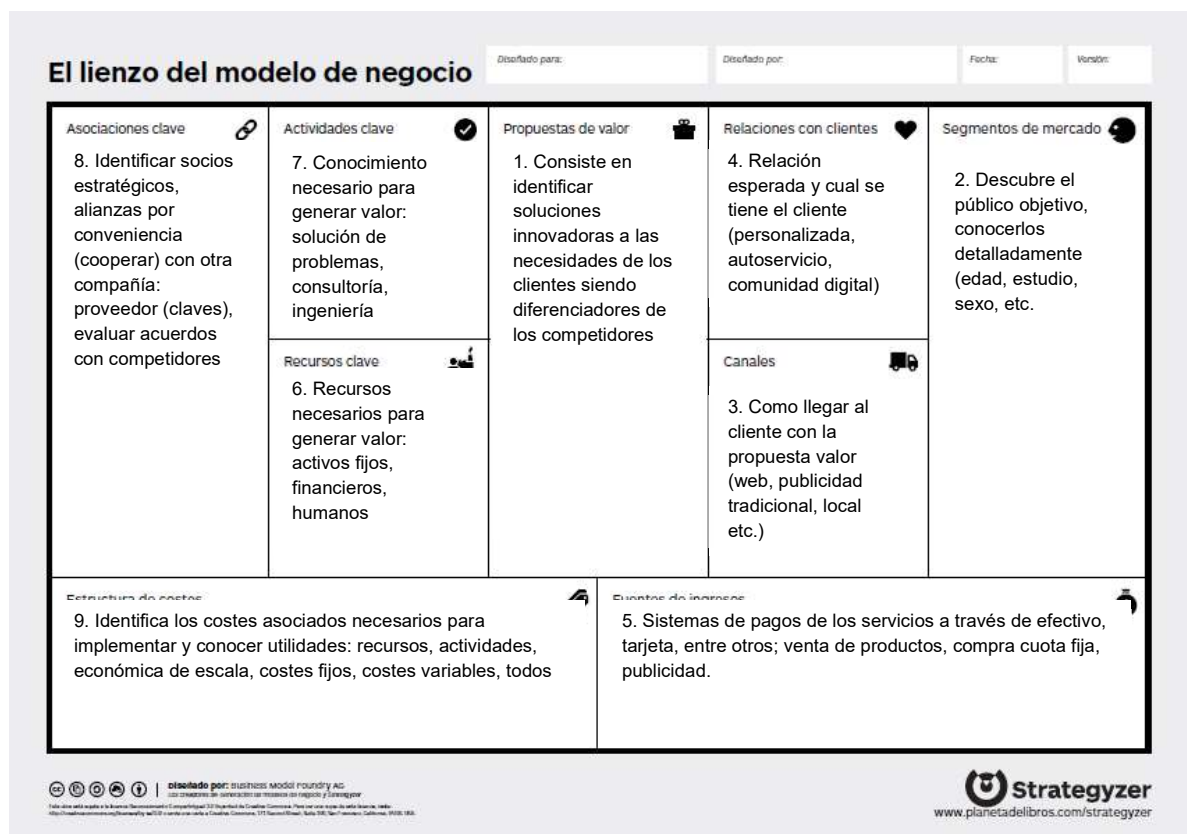 El lienzo del modelo de negocio
Diseñado para:
Diseñado por:
Fecha:
Versión:
Asociaciones clave
8. Identificar socios
estratégicos,
alianzas por
conveniencia
(cooperar) con otra
compañía:
proveedor (claves),
evaluar acuerdos
con competidores
Actividades clave
7. Conocimiento
necesario para
generar valor:
solución de
problemas,
consultoría,
ingeniería
Recursos clave
6. Recursos
necesarios para
generar valor:
activos fijos,
financieros,
humanos
Propuestas de valor
1. Consiste en
identificar
soluciones
innovadoras a las
necesidades de los
clientes siendo
diferenciadores de
los competidores
Relaciones con clientes
4. Relación
esperada y cual se
tiene el cliente
(personalizada,
autoservicio,
comunidad digital)
Canales
3. Como llegar al
cliente con la
propuesta valor
(web, publicidad
tradicional, local
etc.)
Segmentos de mercado
2. Descubre el
público objetivo,
conocerlos
detalladamente
(edad, estudio,
sexo, etc.
Estructura de costes
9. Identifica los costes asociados necesarios para
implementar y conocer utilidades: recursos, actividades,
económica de escala, costes fijos, costes variables, todos
Fuentes de ingresos
5. Sistemas de pagos de los servicios a través de efectivo,
tarjeta, entre otros; venta de productos, compra cuota fija,
publicidad.
Diseñado por: Business Model Foundry AG
Los creadores de Generación de modelos de negocio y Strategyzer
Strategyzer
www.planetadelibros.com/strategyzer